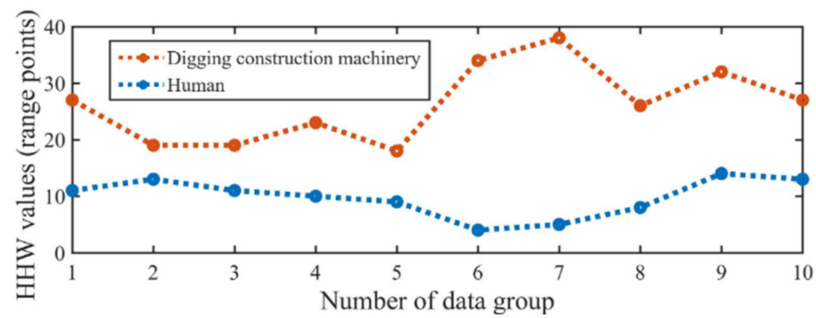 HHW values (range points)
40
30
20
10
0
Digging construction machinery
Human
1 2 3 4 5 6 7 8 9 10
Number of data group